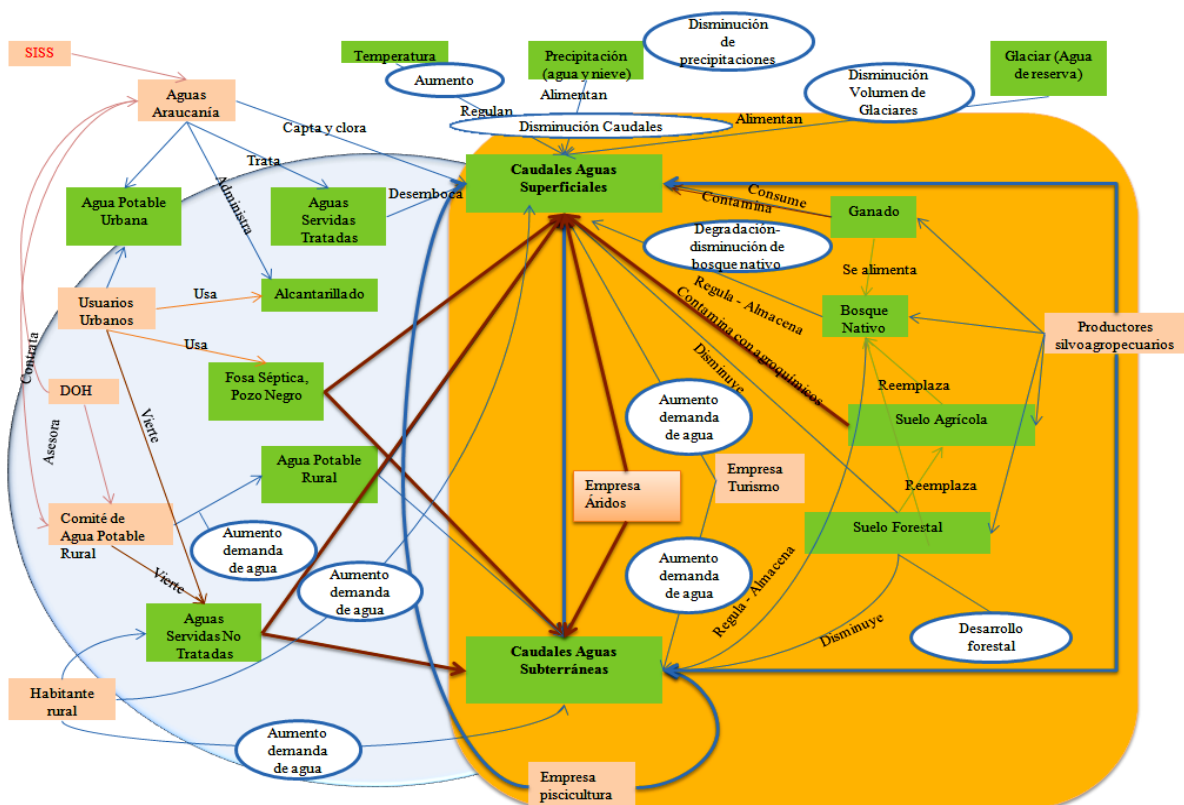 SISS
Temperatura
Precipitación
(agua y nieve)
Disminución
de
precipitaciones
Glaciar (Agua
de reserva)
Aumento
Disminución
Volumen de
Glaciares
Aguas
Araucanía
Alimentan
Regulan
Disminución Caudales
Alimentan
Capta y clora
Trata
Administra
Desemboca
Caudales Aguas
Superficiales
Consume
Contamina
Ganado
Agua Potable
Urbana
Aguas
Servidas
Tratadas
Degradación-
disminución de
bosque nativo
Se alimenta
Usuarios
Urbanos
Usa
Alcantarillado
Regula - Almacena
Bosque
Nativo
Productores
silvoagropecuarios
Contamina con agroquímicos
Usa
Contrata
Disminuye
Reemplaza
DOH
Fosa Séptica,
Pozo Negro
Vierte
Asesora
Aumento
demanda
de agua
Suelo Agrícola
Agua Potable
Rural
Empresa
Turismo
Reemplaza
Empresa
Áridos
Comité de
Agua Potable
Rural
Suelo Forestal
Aumento
demanda
de agua
Aumento
demanda
de agua
Aumento
demanda
de agua
Vierte
Regula - Almacena
Aguas
Servidas No
Tratadas
Disminuye
Desarrollo
forestal
Caudales Aguas
Subterráneas
Habitante
rural
Aumento
demanda
de agua
Empresa
piscicultura